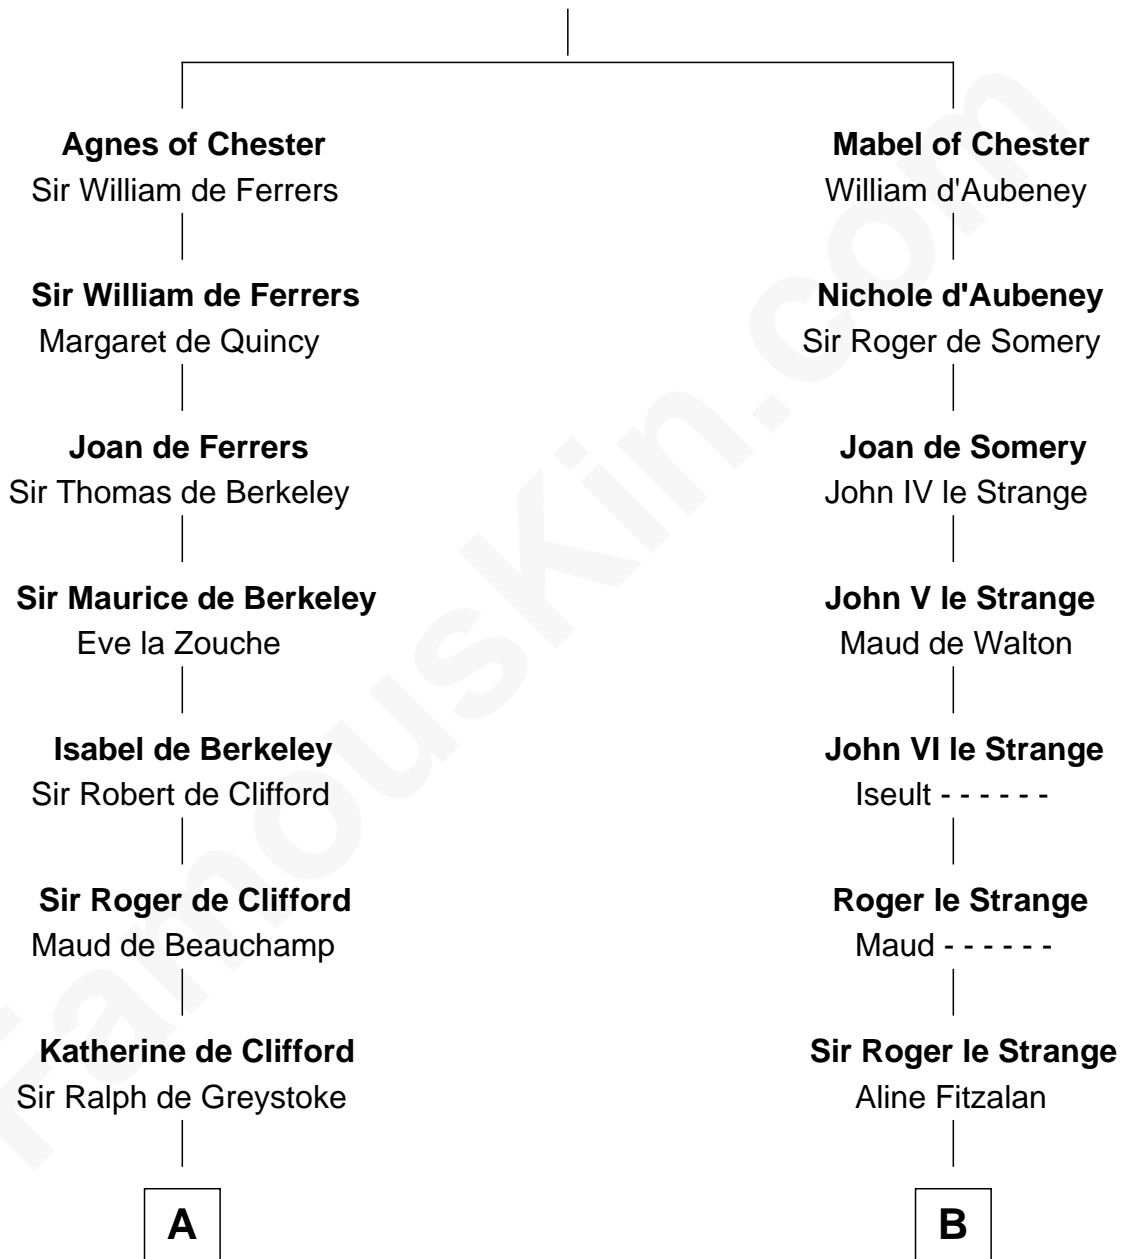 Agnes of Chester
Sir William de Ferrers
Mabel of Chester
William d'Aubeney
Sir William de Ferrers
Margaret de Quincy
Nichole d'Aubeney
Sir Roger de Somery
Joan de Ferrers
Sir Thomas de Berkeley
Joan de Somery
John IV le Strange
Sir Maurice de Berkeley
Eve la Zouche
John V le Strange
Maud de Walton
Isabel de Berkeley
Sir Robert de Clifford
John VI le Strange
Iseult - - - - - -
Sir Roger de Clifford
Maud de Beauchamp
Roger le Strange
Maud - - - - - -
Katherine de Clifford
Sir Ralph de Greystoke
Sir Roger le Strange
Aline Fitzalan
A
B
FamousKin.com